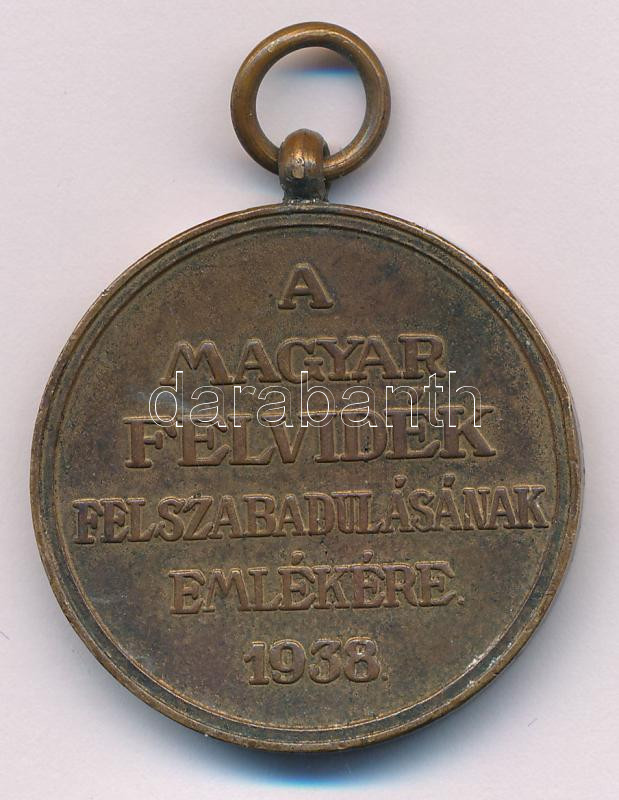 A
MAGYAR
darabanth
FELVIDÉK
FELSZABADULÁSÁNAK
EMLÉKÉRE.
1938.